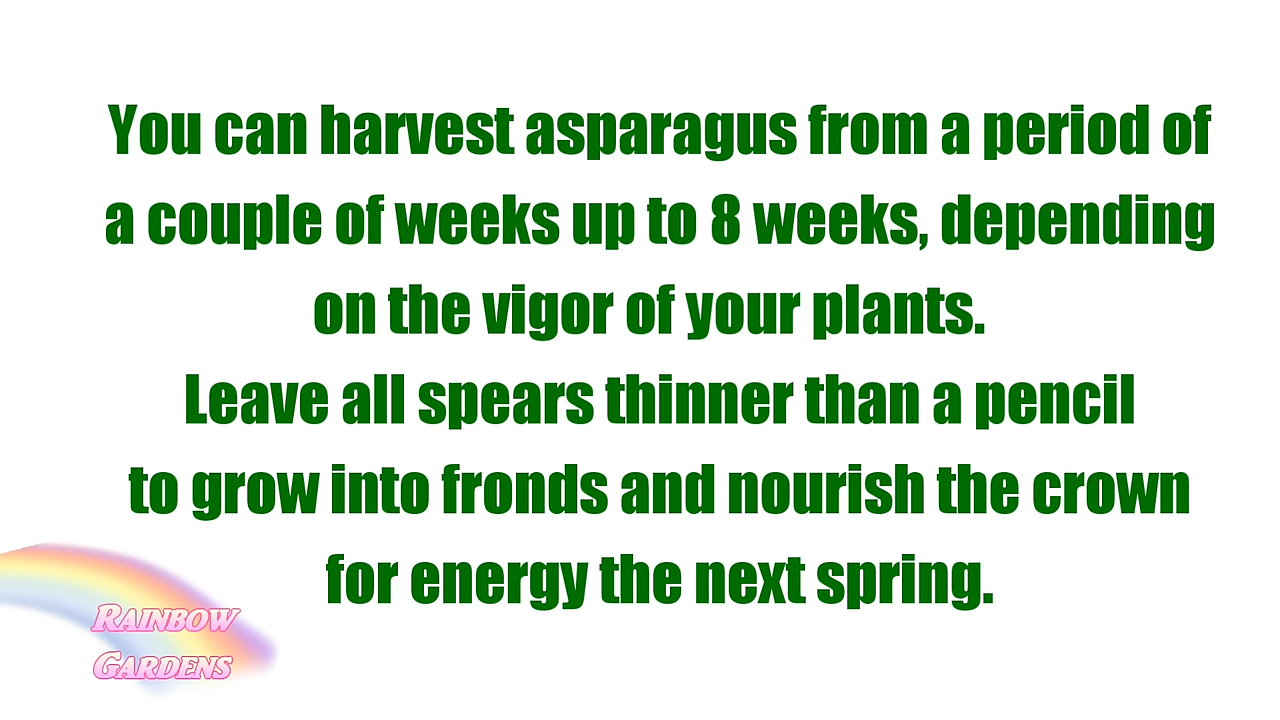 You can harvest asparagus from a period of
a couple of weeks up to 8 weeks, depending
on the vigor of your plants.
Leave all spears thinner than a pencil
to grow into fronds and nourish the crown
for energy the next spring.
RAINBOW
GARDENS